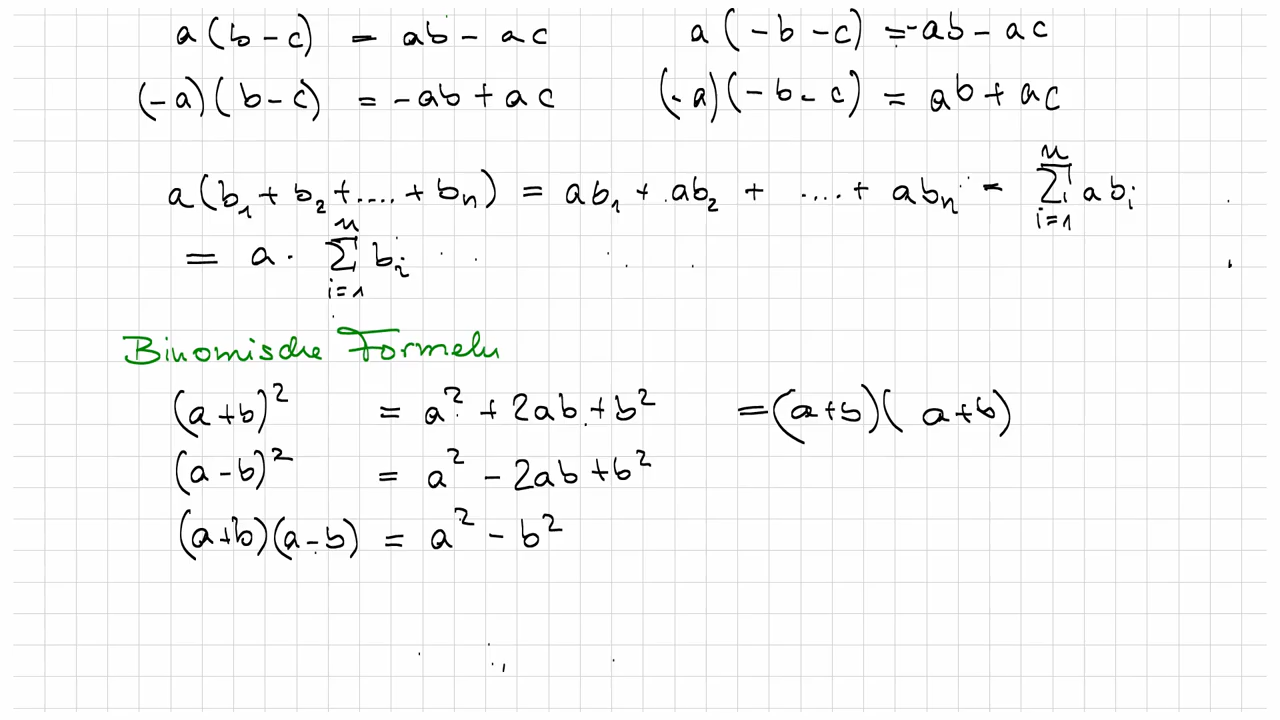 a(b-c) = ab - ac a(-b-c) = -ab - ac
(-a)(b-c) = -ab + ac (-a)(-b-c) = ab + ac
a(b₁ + b₂ + .... + bₙ) = ab₁ + ab₂ + .... + abₙ = ∑ᵢ₌₁ⁿ abᵢ
= a · ∑ᵢ₌₁ⁿ bᵢ
Binomische Formeln
(a+b)² = a² + 2ab + b² = (a+b)(a+b)
(a-b)² = a² - 2ab + b²
(a+b)(a-b) = a² - b²